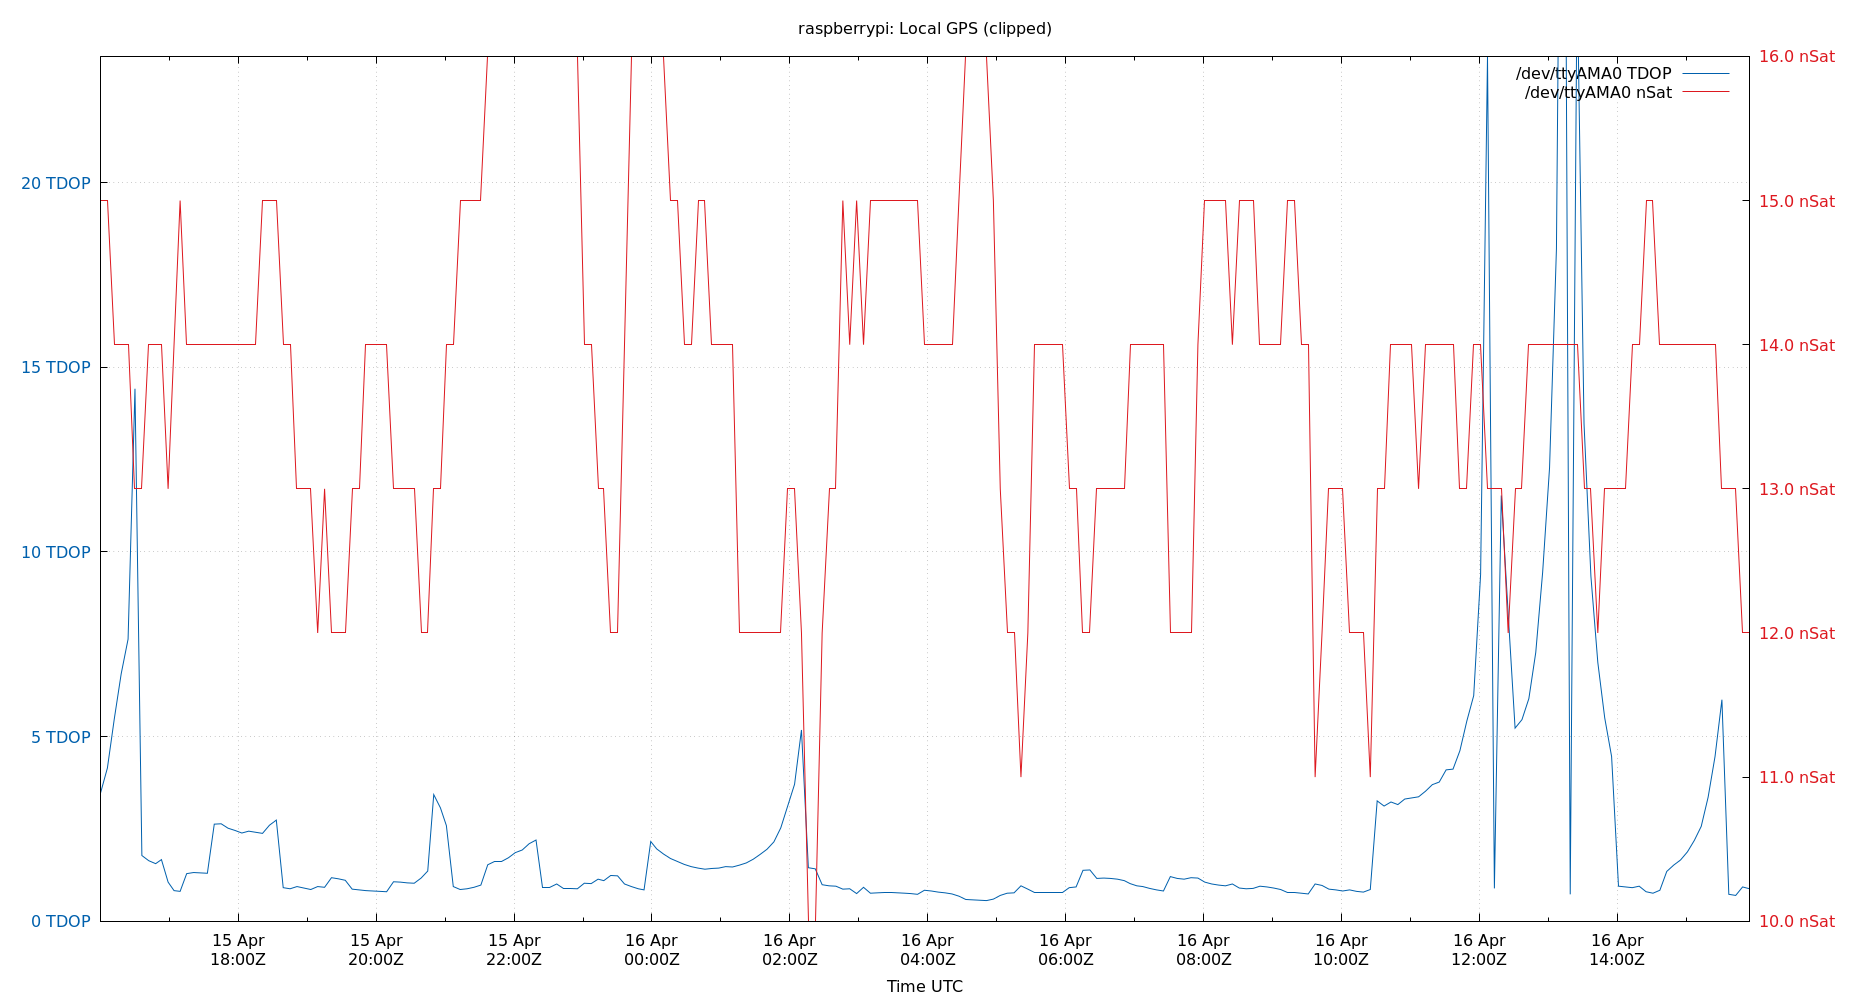 raspberrypi: Local GPS (clipped)
/dev/ttyAMA0 TDOP
/dev/ttyAMA0 nSat
20 TDOP
15 TDOP
10 TDOP
5 TDOP
0 TDOP
16.0 nSat
15.0 nSat
14.0 nSat
13.0 nSat
12.0 nSat
11.0 nSat
10.0 nSat
15 Apr
18:00Z
15 Apr
20:00Z
15 Apr
22:00Z
16 Apr
00:00Z
16 Apr
02:00Z
16 Apr
04:00Z
16 Apr
06:00Z
16 Apr
08:00Z
16 Apr
10:00Z
16 Apr
12:00Z
16 Apr
14:00Z
Time UTC